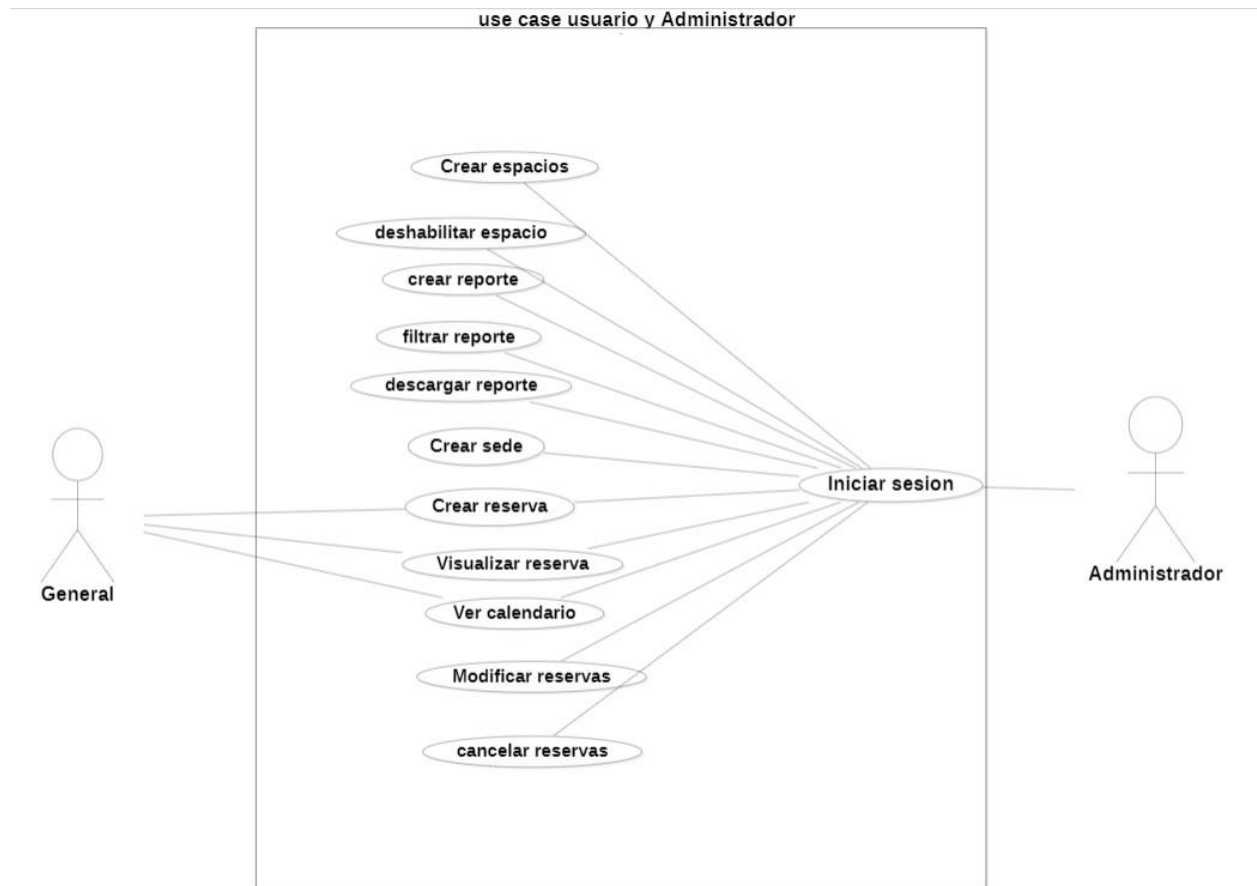 use case usuario y Administrador
Crear espacios
deshabilitar espacio
crear reporte
filtrar reporte
descargar reporte
Crear sede
Iniciar sesion
Crear reserva
Visualizar reserva
Administrador
General
Ver calendario
Modificar reservas
cancelar reservas